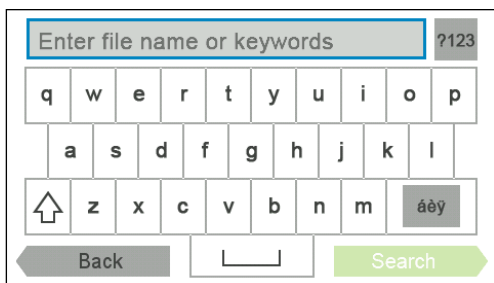 Enter file name or keywords ?123
q w e r t y u i o p
a s d f g h j k l
z x c v b n m áèÿ
Back Search